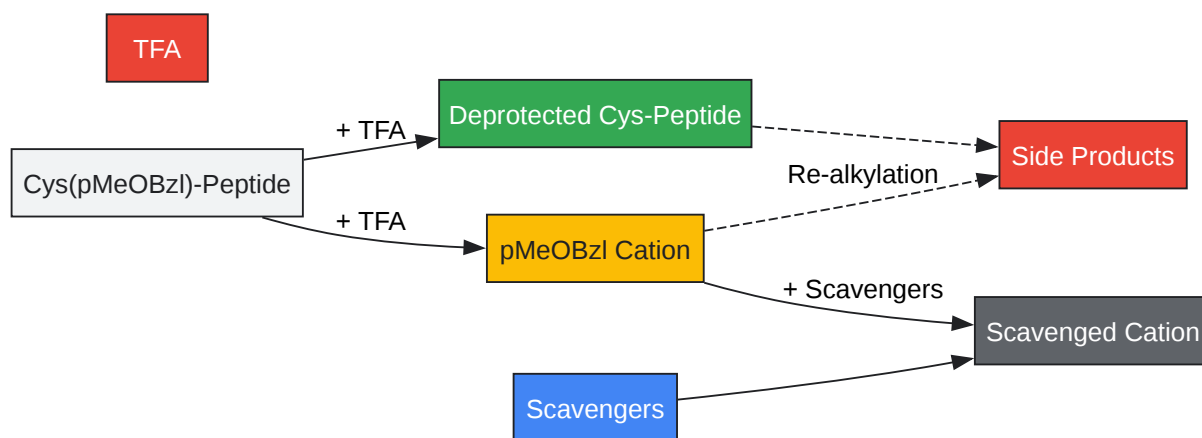 TFA
Deprotected Cys-Peptide
+ TFA
Side Products
Cys(pMeOBzl)-Peptide
Re-alkylation
+ TFA
pMeOBzl Cation
+ Scavengers
Scavenged Cation
Scavengers